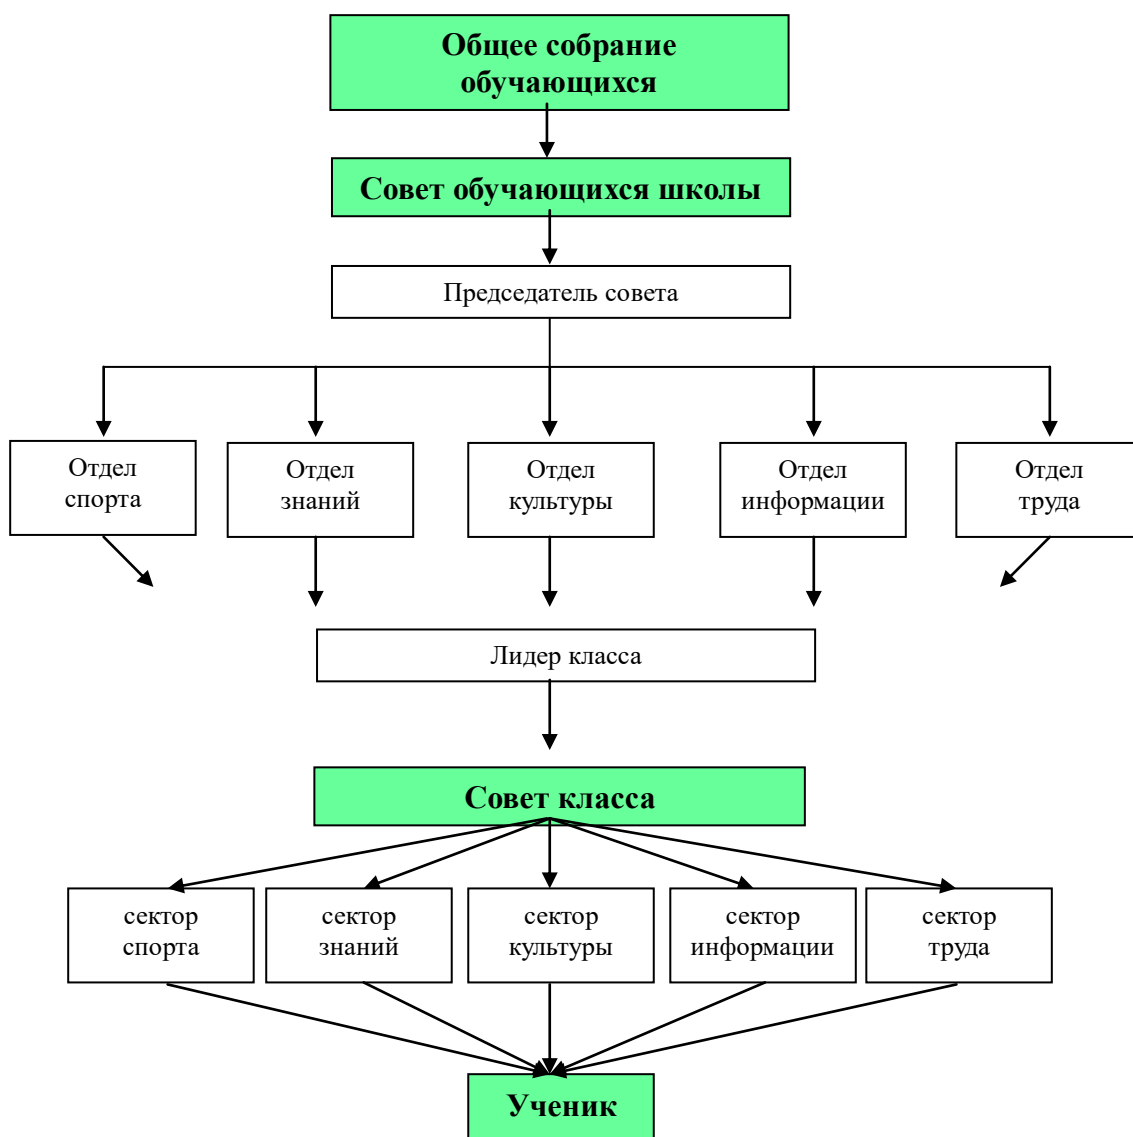 Общее собрание
обучающихся
Совет обучающихся школы
Председатель совета
Отдел
спорта
Отдел
знаний
Отдел
культуры
Отдел
информации
Отдел
труда
Лидер класса
Совет класса
сектор
спорта
сектор
знаний
сектор
культуры
сектор
информации
сектор
труда
Ученик